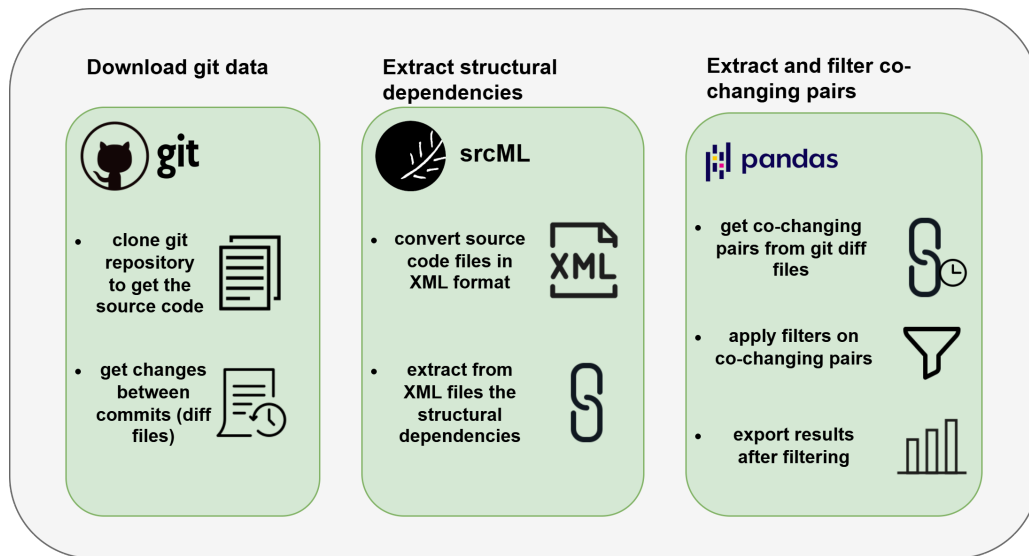 Download git data
git
• clone git
repository
to get the
source code
• get changes
between
commits (diff
files)
Extract structural
dependencies
srcML
• convert source
code files in
XML format
XML
• extract from
XML files the
structural
dependencies
Extract and filter co-
changing pairs
pandas
• get co-changing
pairs from git diff
files
• apply filters on
co-changing pairs
• export results
after filtering